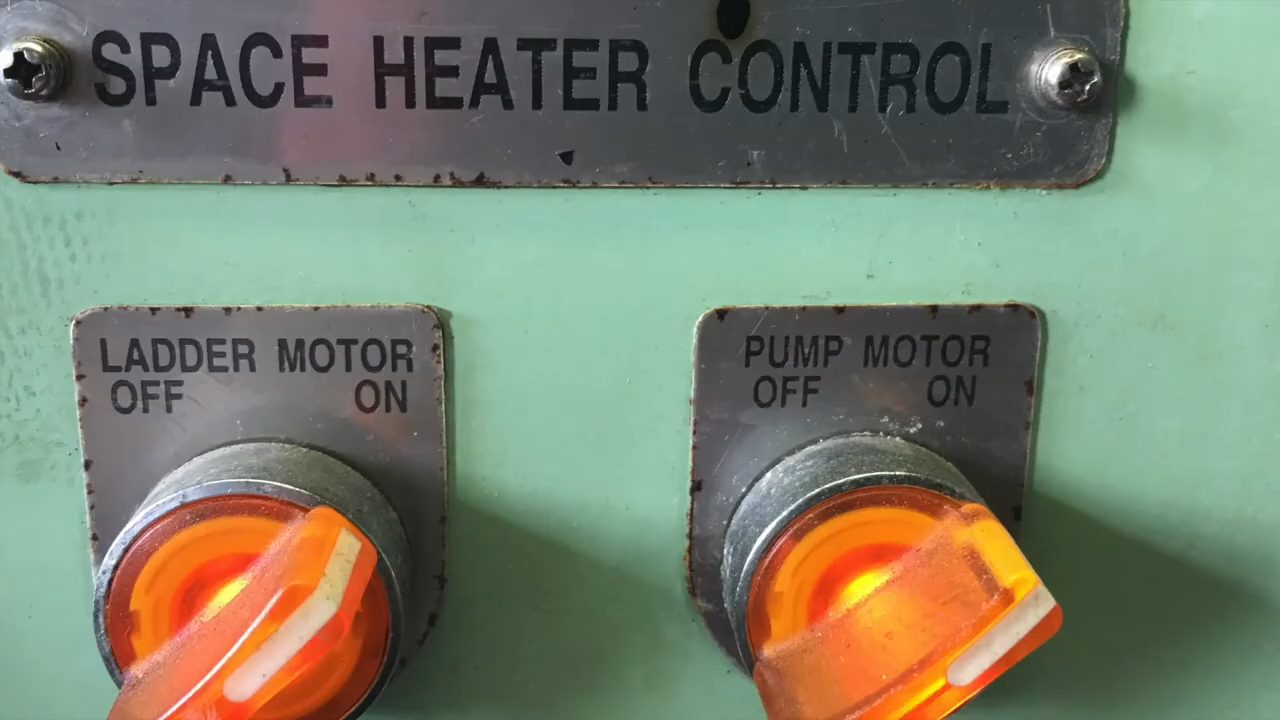 SPACE HEATER CONTROL
LADDER MOTOR
OFF ON
PUMP MOTOR
OFF ON